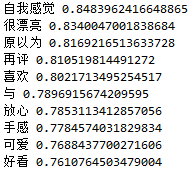 自我感觉 0.8483962416648865
很漂亮 0.8340047001838684
原以为 0.8169216513633728
再评 0.810519814491272
喜欢 0.8021713495254517
与 0.7896915674209595
放心 0.7853113412857056
手感 0.7784574031829834
可爱 0.7688437700271606
好看 0.7610764503479004